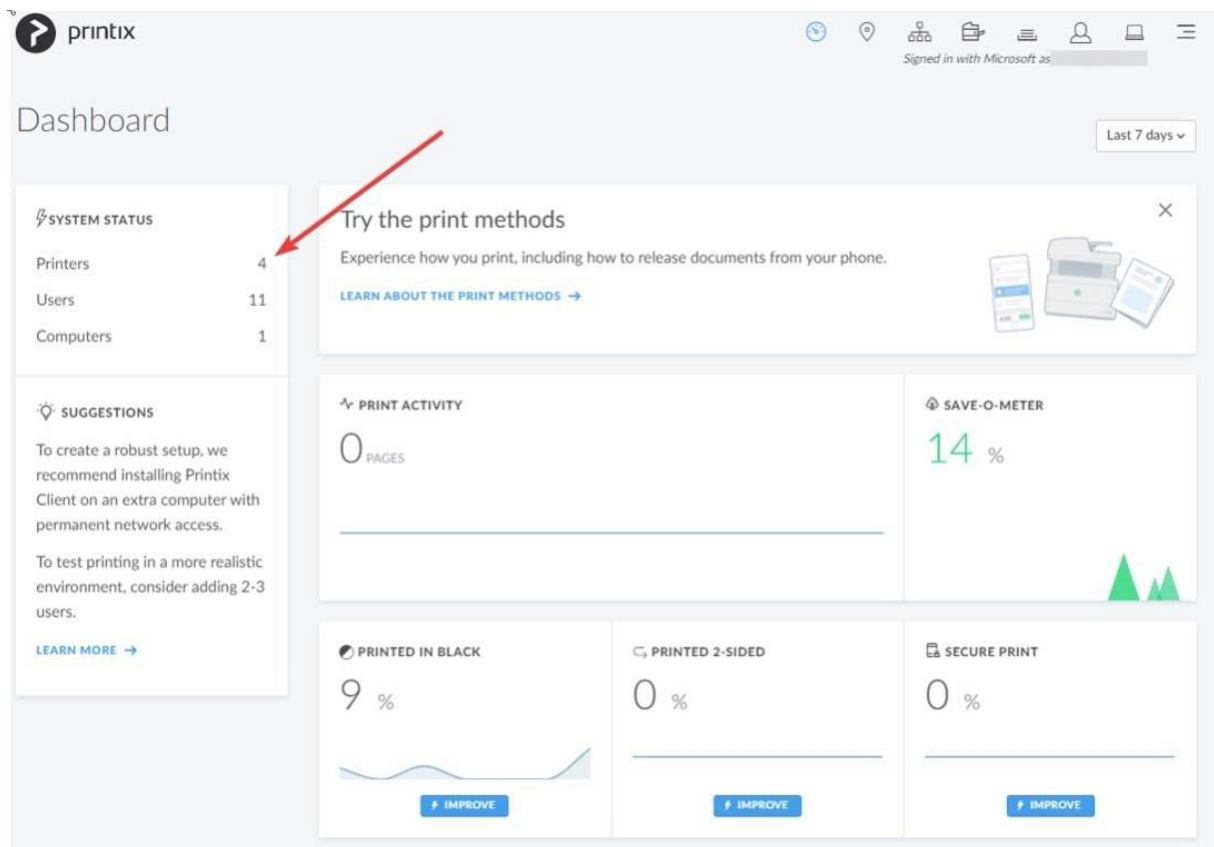 printix
Signed in with Microsoft as
Dashboard
Last 7 days
SYSTEM STATUS
Printers 4
Users 11
Computers 1
SUGGESTIONS
To create a robust setup, we
recommend installing Printix
Client on an extra computer with
permanent network access.
To test printing in a more realistic
environment, consider adding 2-3
users.
LEARN MORE →
Try the print methods
Experience how you print, including how to release documents from your phone.
LEARN ABOUT THE PRINT METHODS →
PRINT ACTIVITY
0 PAGES
SAVE-O-METER
14 %
PRINTED IN BLACK
9 %
IMPROVE
PRINTED 2-SIDED
0 %
IMPROVE
SECURE PRINT
0 %
IMPROVE